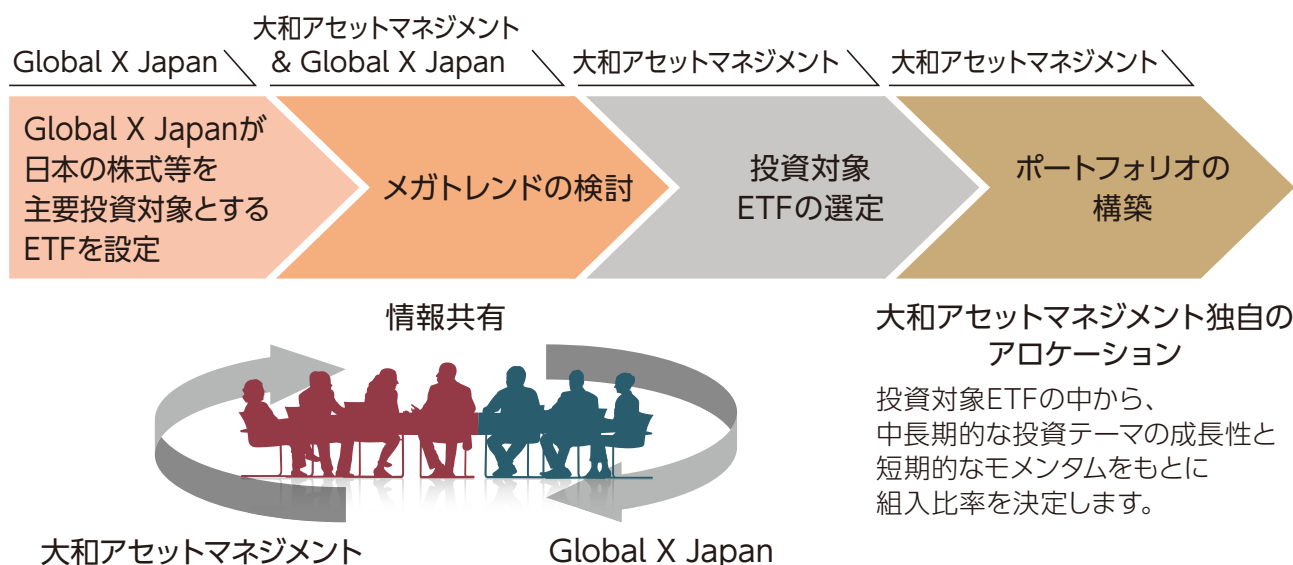 Global X Japan
大和アセットマネジメント
& Global X Japan
大和アセットマネジメント
大和アセットマネジメント
Global X Japanが
日本の株式等を
主要投資対象とする
ETFを設定
メガトレンドの検討
投資対象
ETFの選定
ポートフォリオの
構築
情報共有
大和アセットマネジメント
Global X Japan
大和アセットマネジメント独自の
アロケーション
投資対象ETFの中から、
中長期的な投資テーマの成長性と
短期的なモメンタムをもとに
組入比率を決定します。